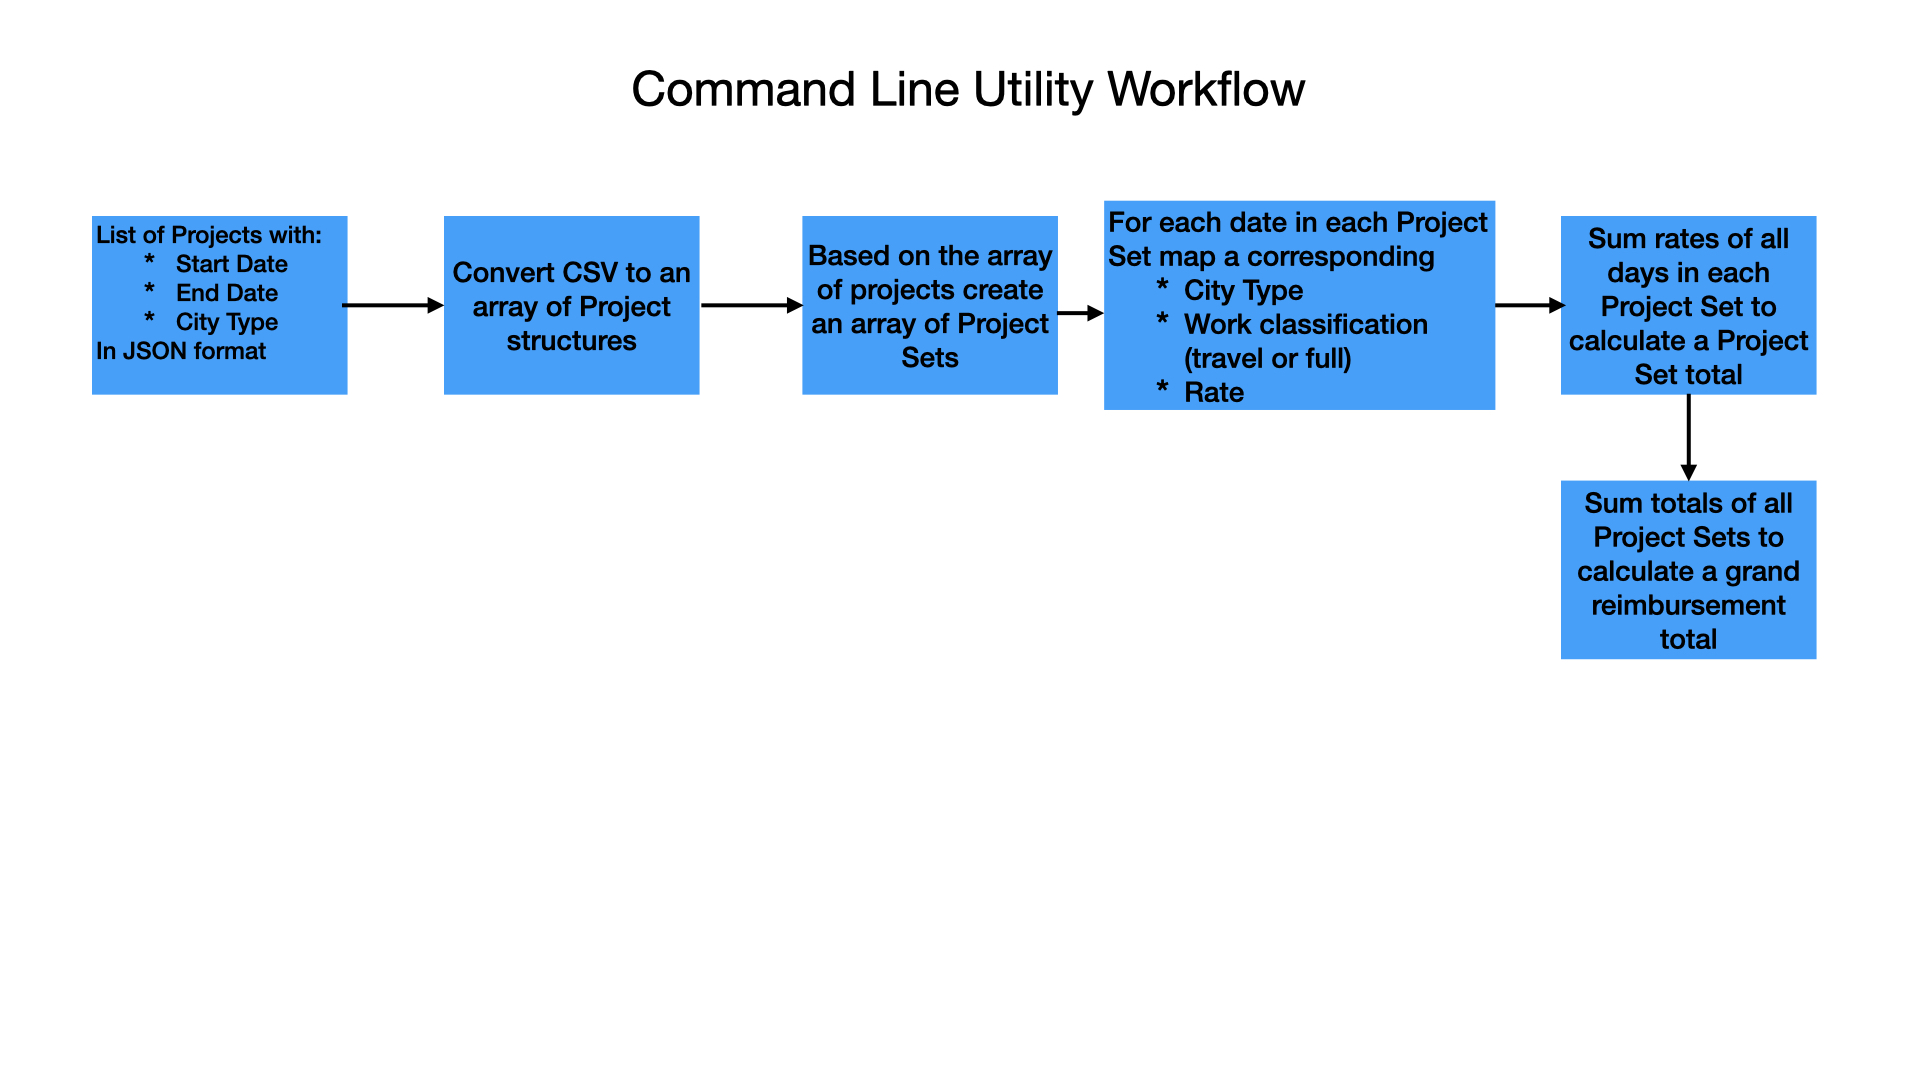 Command Line Utility Workflow
List of Projects with:
* Start Date
* End Date
* City Type
In JSON format
Convert CSV to an
array of Project
structures
Based on the array
of projects create
an array of Project
Sets
For each date in each Project
Set map a corresponding
* City Type
* Work classification
(travel or full)
* Rate
Sum rates of all
days in each
Project Set to
calculate a Project
Set total
Sum totals of all
Project Sets to
calculate a grand
reimbursement
total